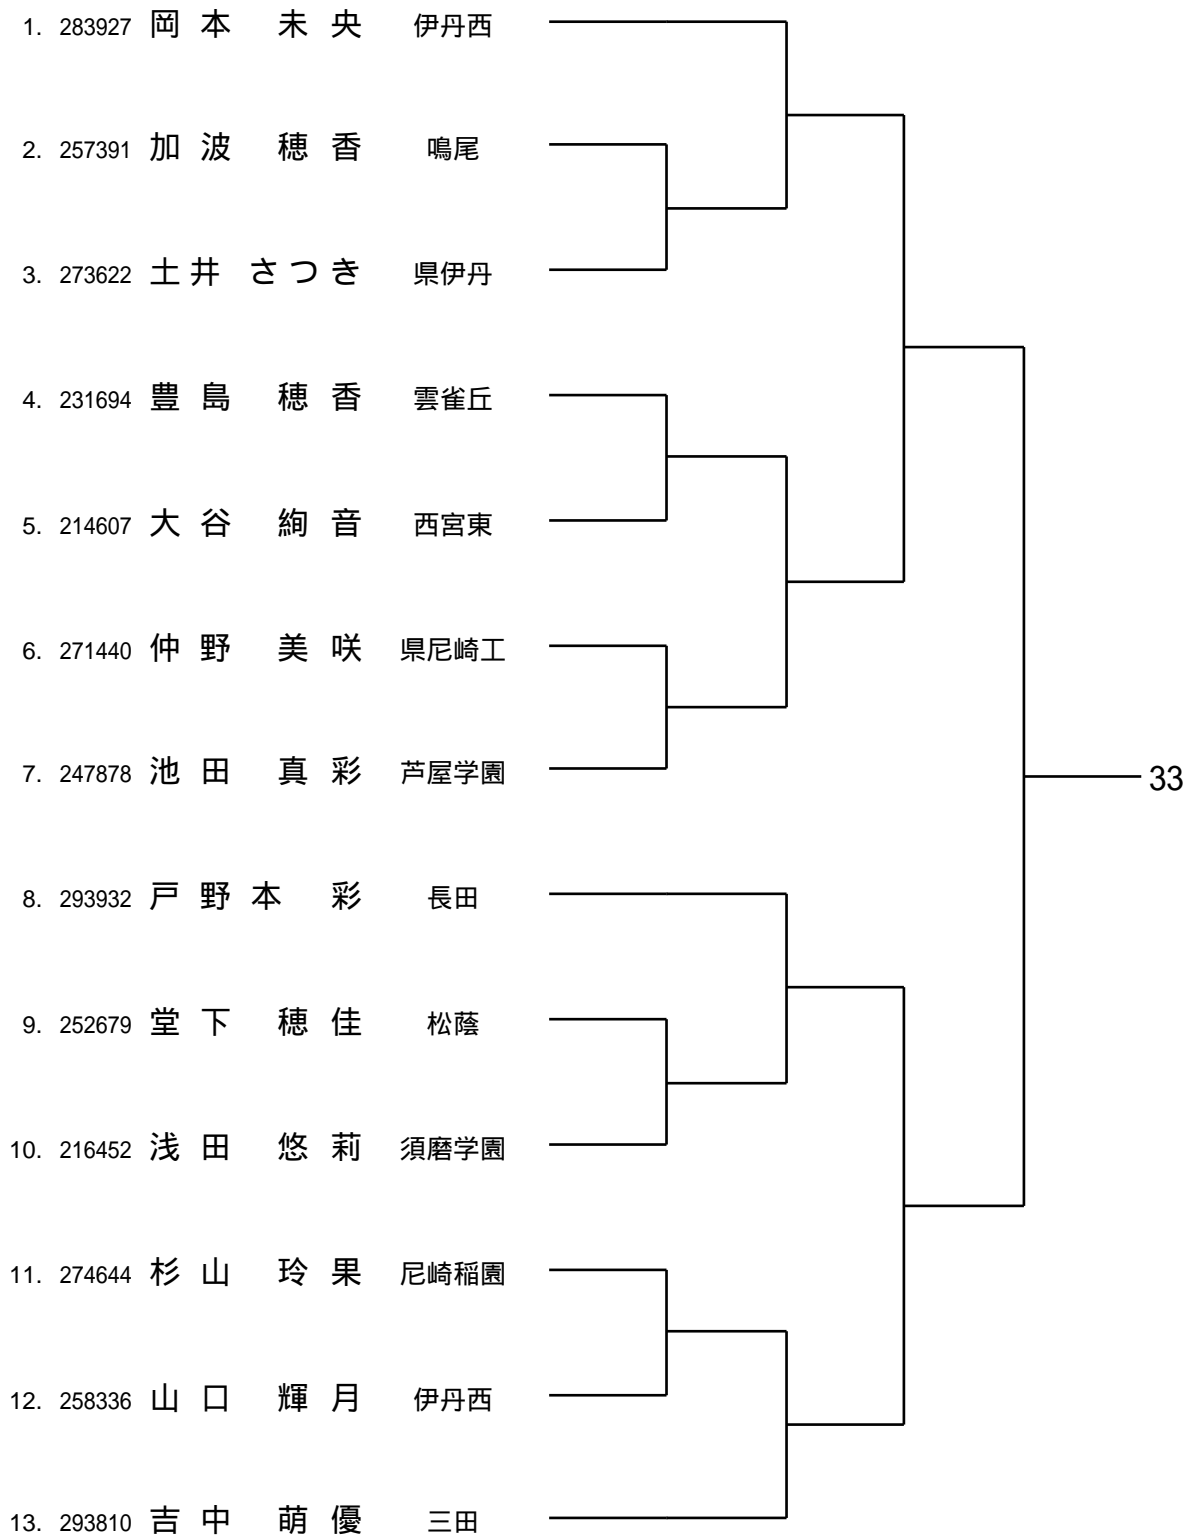 1. 283927 岡本 未央 伊丹西
2. 257391 加波 穂香 鳴尾
3. 273622 土井 さつき 県伊丹
4. 231694 豊島 穂香 雲雀丘
5. 214607 大谷 絢音 西宮東
6. 271440 仲野 美咲 県尼崎工
7. 247878 池田 真彩 芦屋学園
33
8. 293932 戸野本 彩 長田
9. 252679 堂下 穂佳 松蔭
10. 216452 浅田 悠莉 須磨学園
11. 274644 杉山 玲果 尼崎稲園
12. 258336 山口 輝月 伊丹西
13. 293810 吉中 萌優 三田